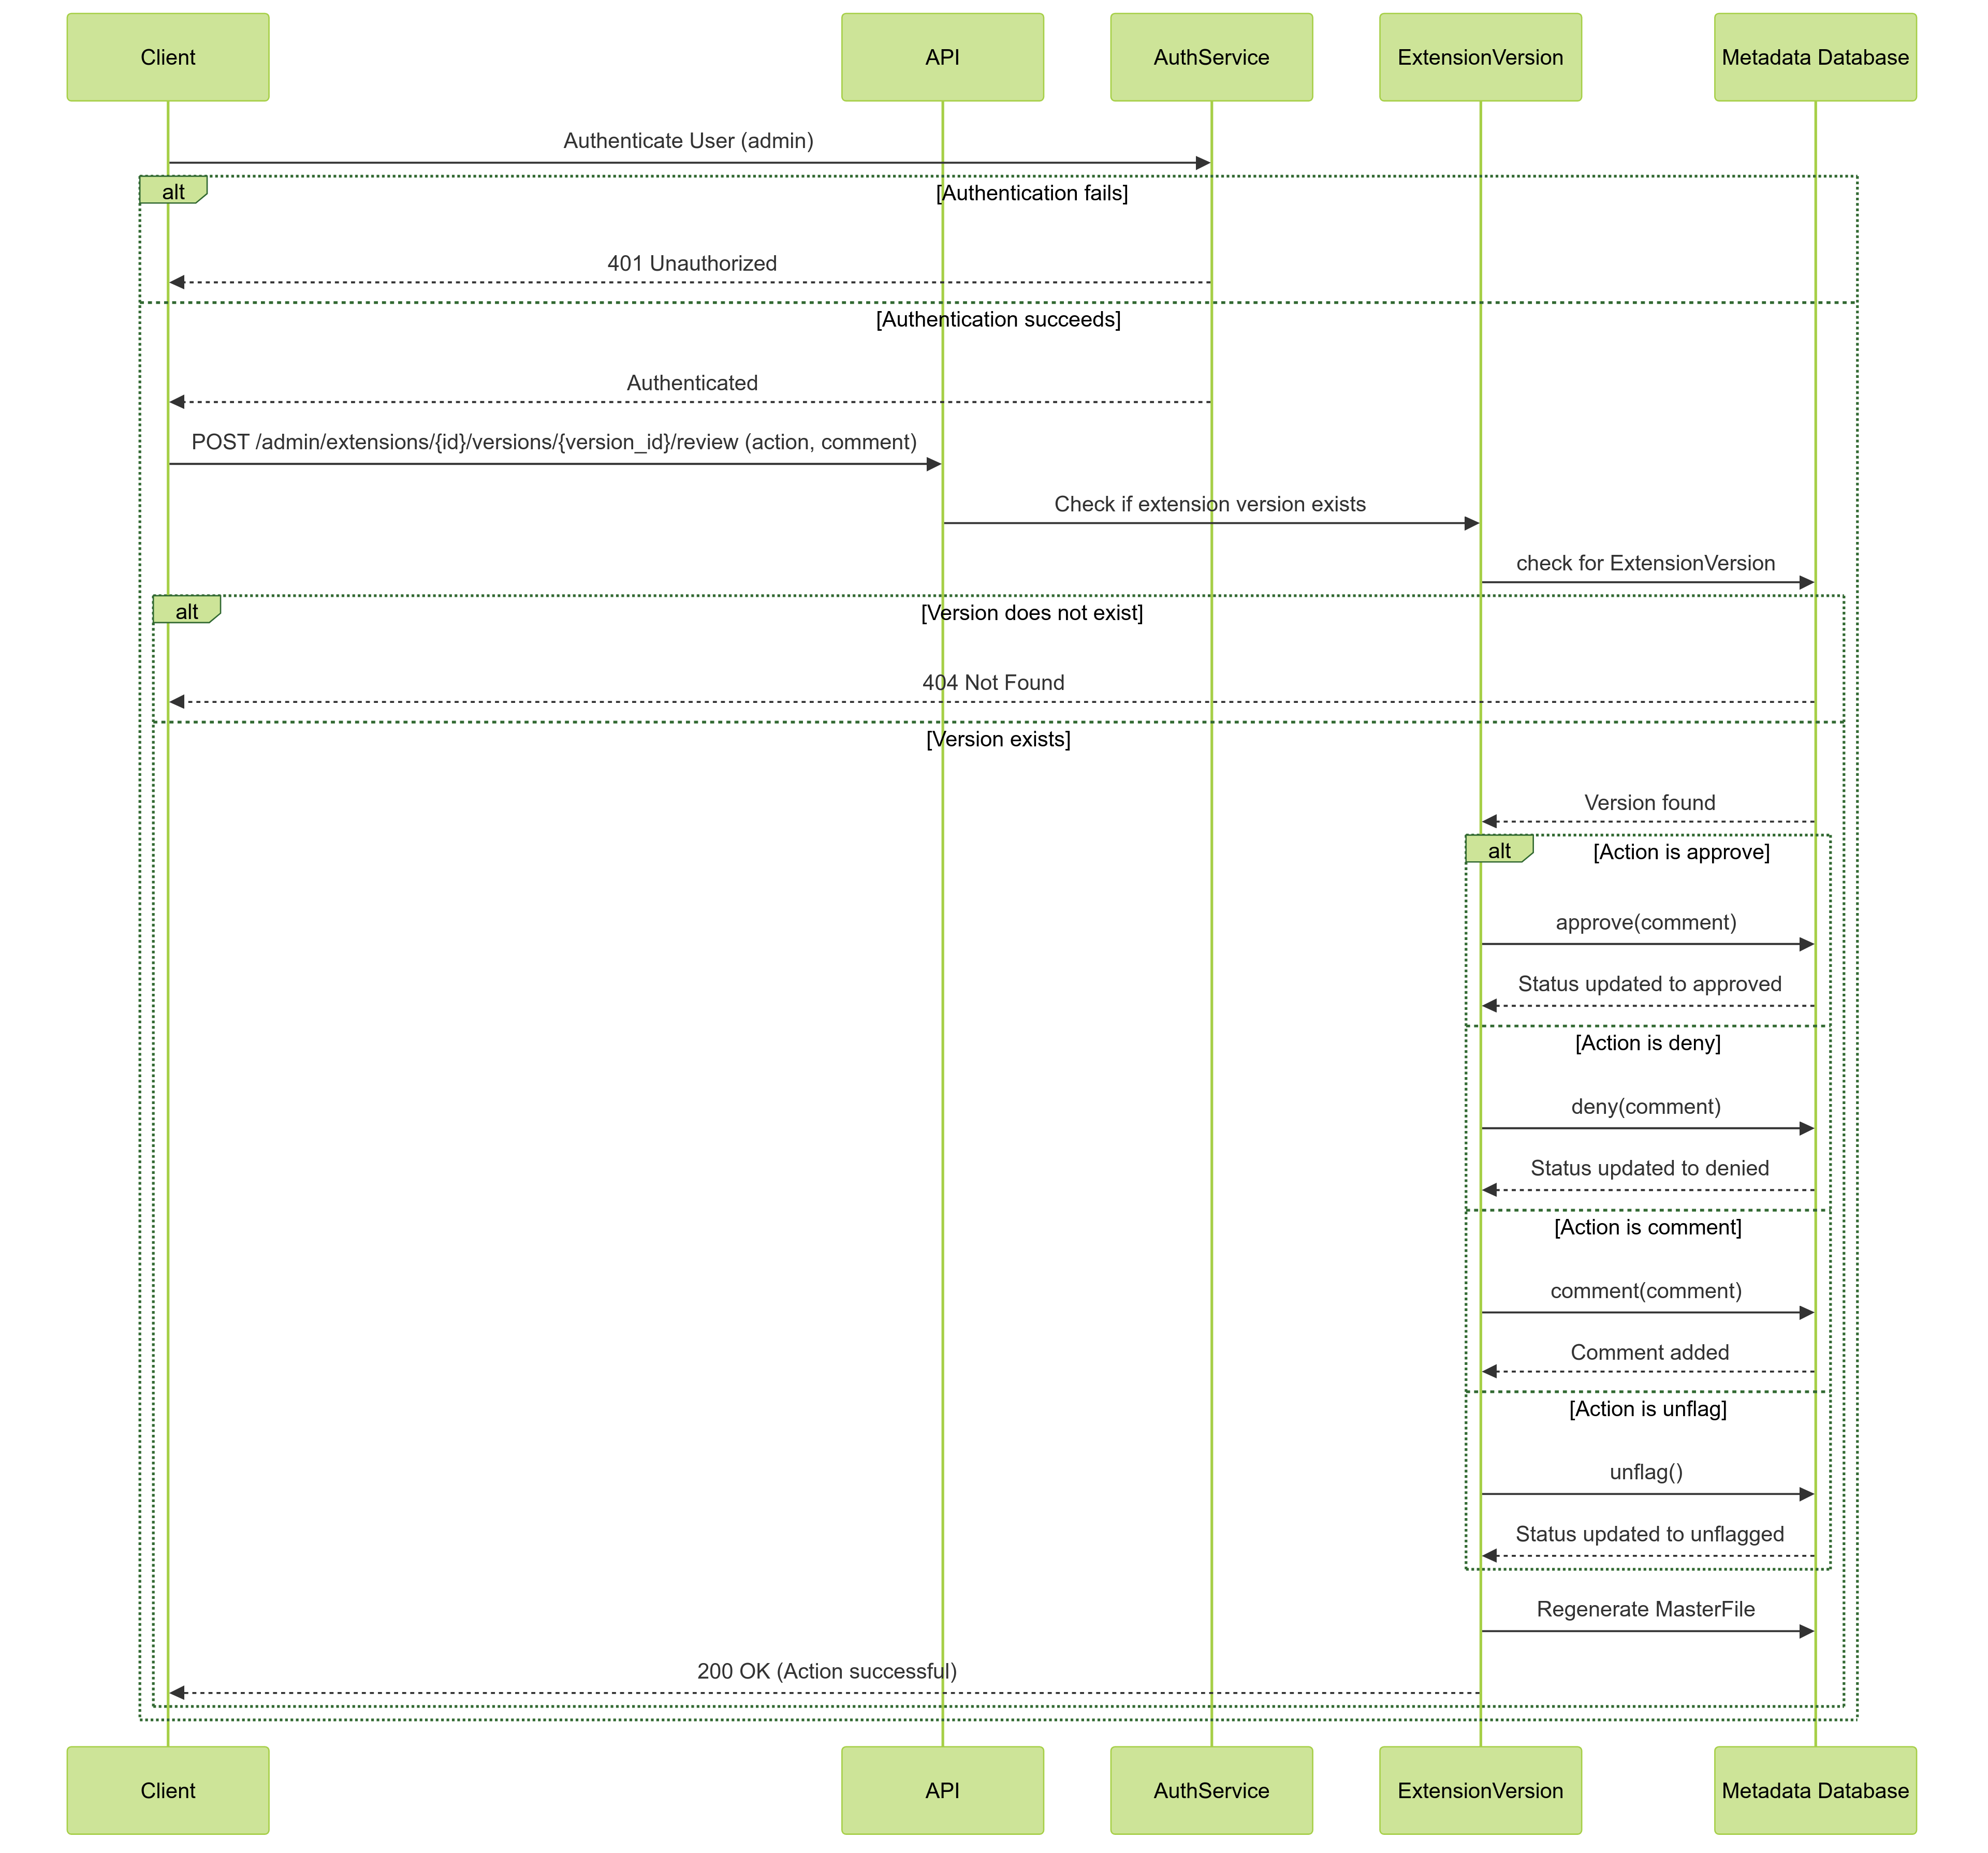 Client
API
AuthService
ExtensionVersion
Metadata Database
Authenticate User (admin)
alt
[Authentication fails]
401 Unauthorized
[Authentication succeeds]
Authenticated
POST /admin/extensions/{id}/versions/{version_id}/review (action, comment)
Check if extension version exists
check for ExtensionVersion
alt
[Version does not exist]
404 Not Found
[Version exists]
Version found
alt
[Action is approve]
approve(comment)
Status updated to approved
[Action is deny]
deny(comment)
Status updated to denied
[Action is comment]
comment(comment)
Comment added
[Action is unflag]
unflag()
Status updated to unflagged
Regenerate MasterFile
200 OK (Action successful)
Client
API
AuthService
ExtensionVersion
Metadata Database